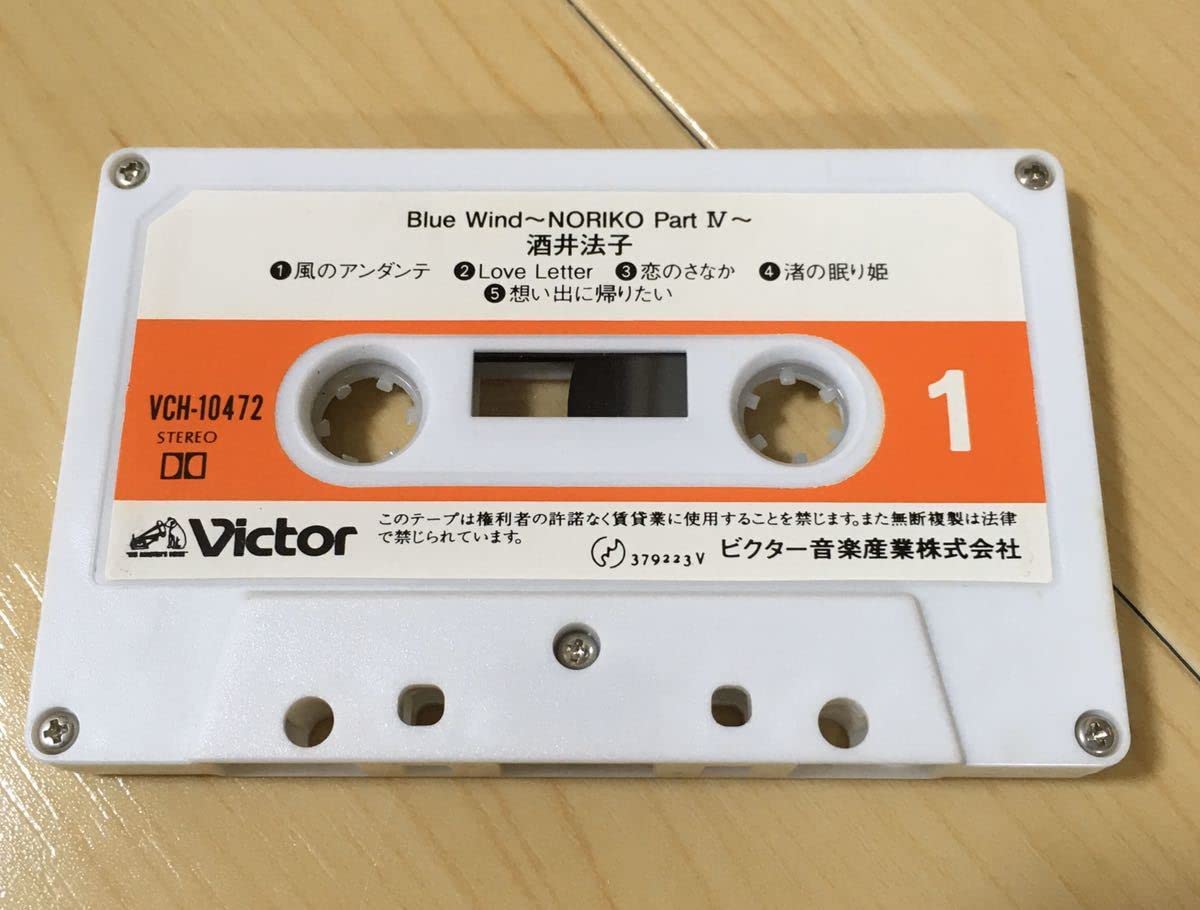 Blue Wind～NORIKO Part Ⅳ～
酒井法子
❶風のアンダンテ ❷Love Letter ❸恋のさなか ❹渚の眠り姫
❺想い出に帰りたい
VCH-10472
STEREO
1
"HIS MASTER'S VOICE"
Victor
このテープは権利者の許諾なく賃貸業に使用することを禁じます。また無断複製は法律
で禁じられています。
379223V
ビクター音楽産業株式会社